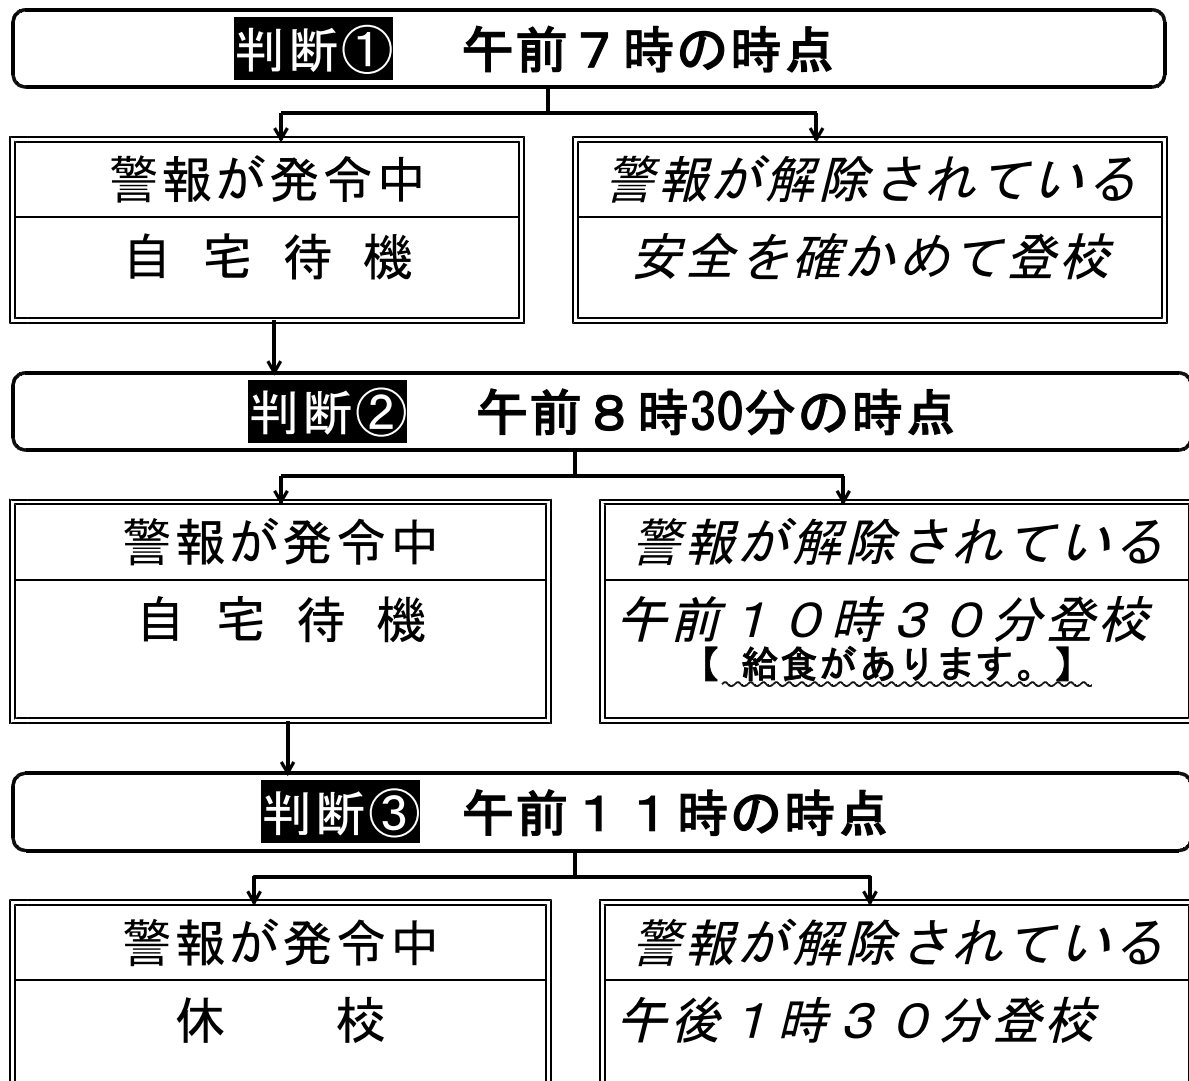 判断① 午前７時の時点
警報が発令中
自宅待機
警報が解除されている
安全を確かめて登校
判断② 午前８時30分の時点
警報が発令中
自宅待機
警報が解除されている
午前１０時３０分登校
【 給食があります。】
判断③ 午前１１時の時点
警報が発令中
休校
警報が解除されている
午後１時３０分登校